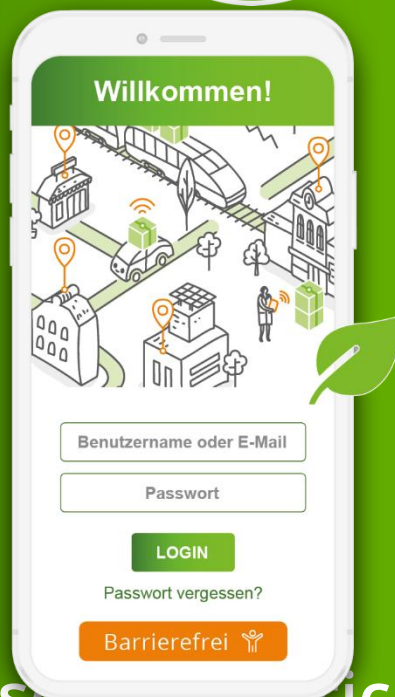 Willkommen!
Benutzername oder E-Mail
Passwort
LOGIN
Passwort vergessen?
Barrierefrei